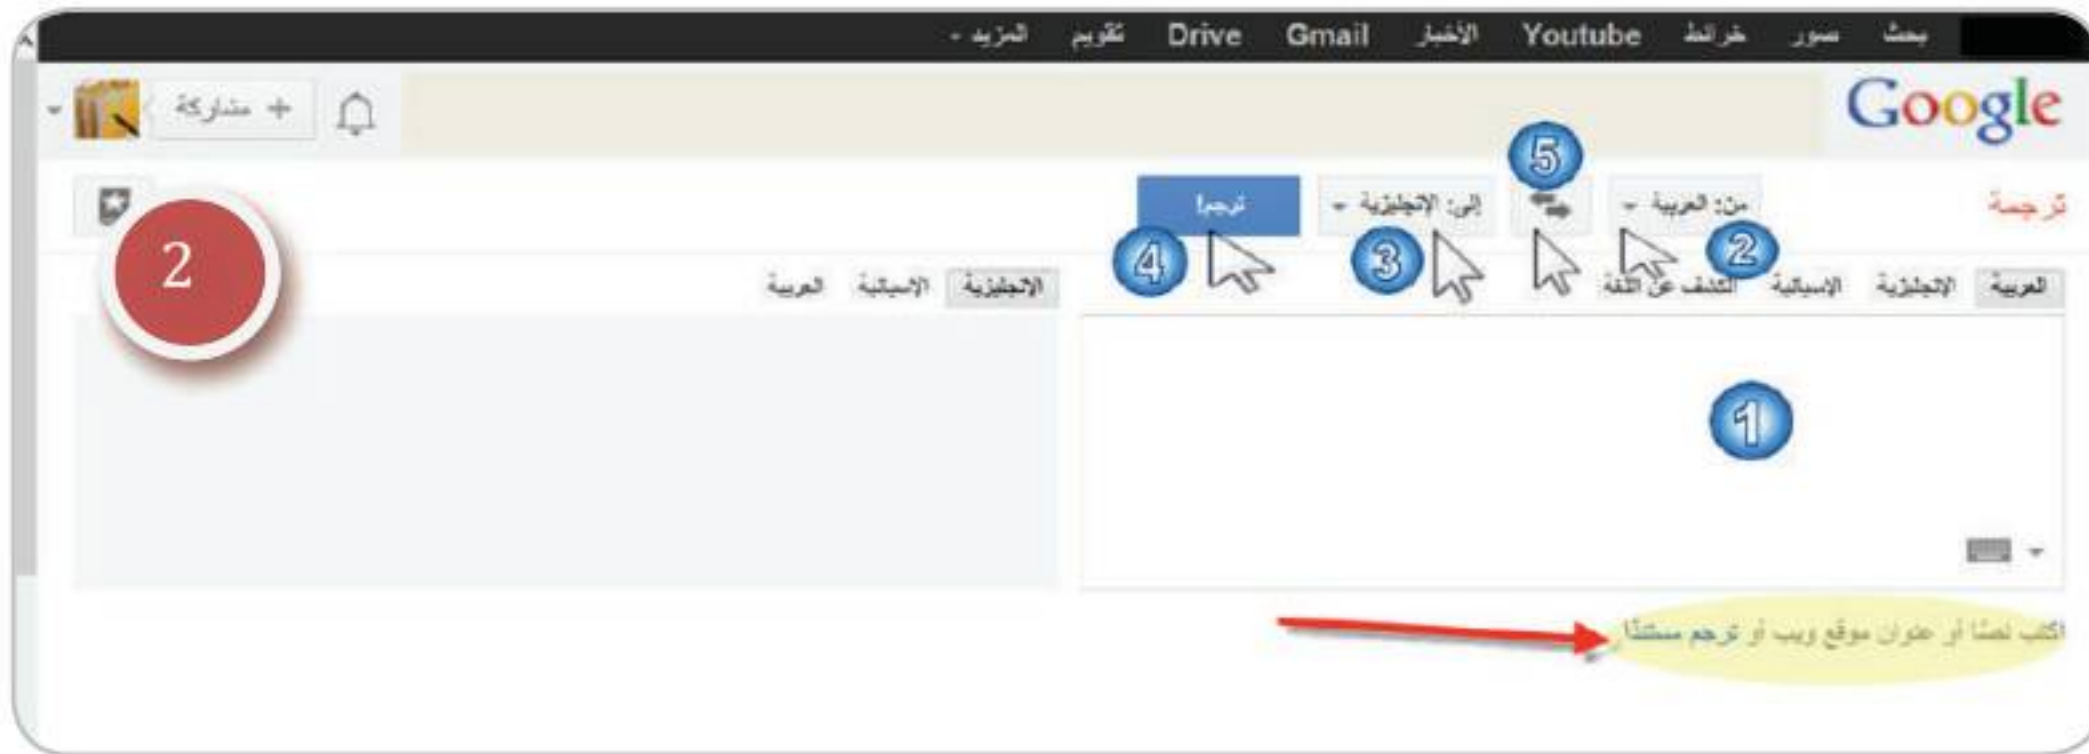 بحث صور خرائط Youtube الأخبار Gmail Drive تقويم المزيد
Google
+ مشاركة
5
ترجمة من: العربية إلى: الإنجليزية ترجم!
2
2 3 4
العربية الإنجليزية الإسبانية الكشف عن اللغة
الإنجليزية الإسبانية العربية
1
اكتب نصًا أو عنوان موقع ويب أو ترجم مستندًا